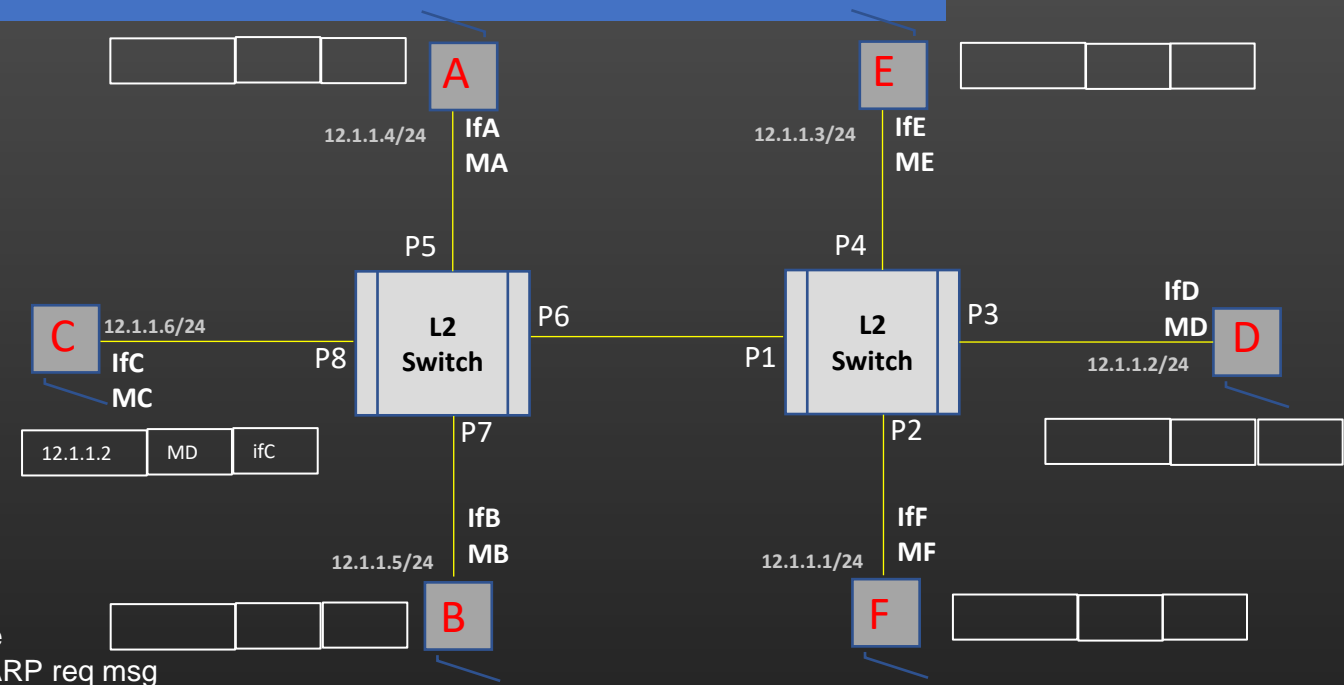 A
E
12.1.1.4/24
IfA
MA
12.1.1.3/24
IfE
ME
P5
P4
C
12.1.1.6/24
IfC
MC
P8
L2
Switch
P6
P1
L2
Switch
P3
IfD
MD
12.1.1.2/24
D
P7
P2
12.1.1.2 MD ifC
IfB
MB
12.1.1.5/24
B
IfF
MF
12.1.1.1/24
F
req msg